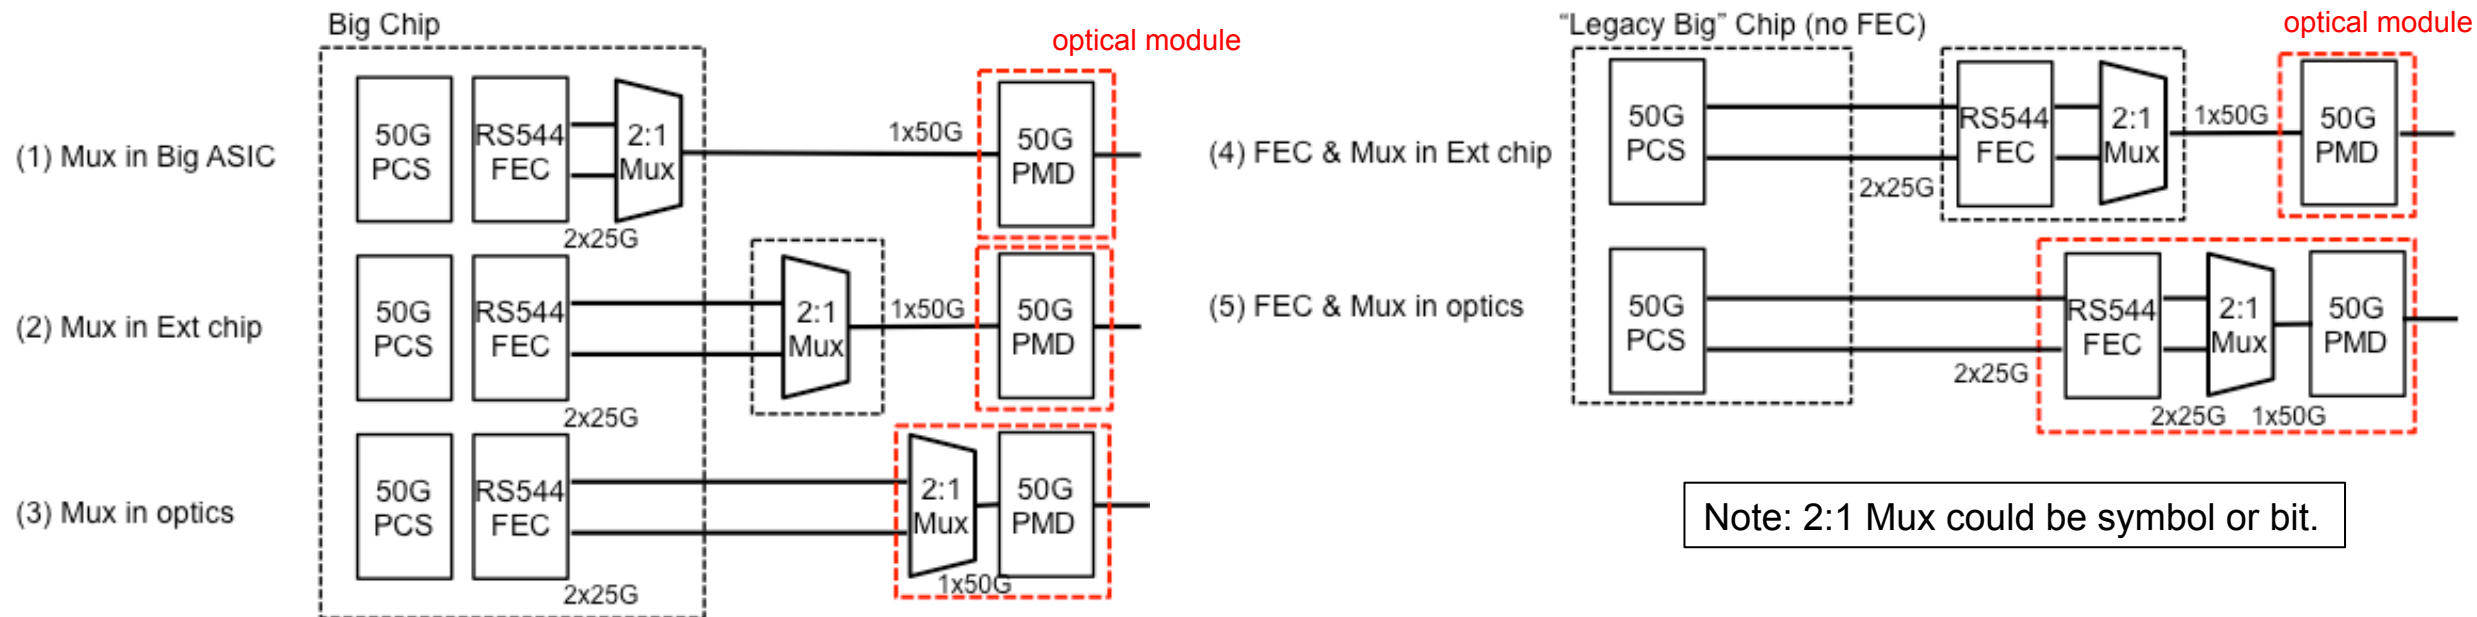 Big Chip
optical module
(1) Mux in Big ASIC
50G
PCS
RS544
FEC
2:1
Mux
2x25G
1x50G
50G
PMD
(2) Mux in Ext chip
50G
PCS
RS544
FEC
2x25G
2:1
Mux
1x50G
50G
PMD
(3) Mux in optics
50G
PCS
RS544
FEC
2x25G
2:1
Mux
1x50G
50G
PMD
“Legacy Big” Chip (no FEC)
optical module
(4) FEC & Mux in Ext chip
50G
PCS
2x25G
RS544
FEC
2:1
Mux
1x50G
50G
PMD
(5) FEC & Mux in optics
50G
PCS
2x25G
RS544
FEC
2:1
Mux
50G
PMD
2x25G
1x50G
Note: 2:1 Mux could be symbol or bit.